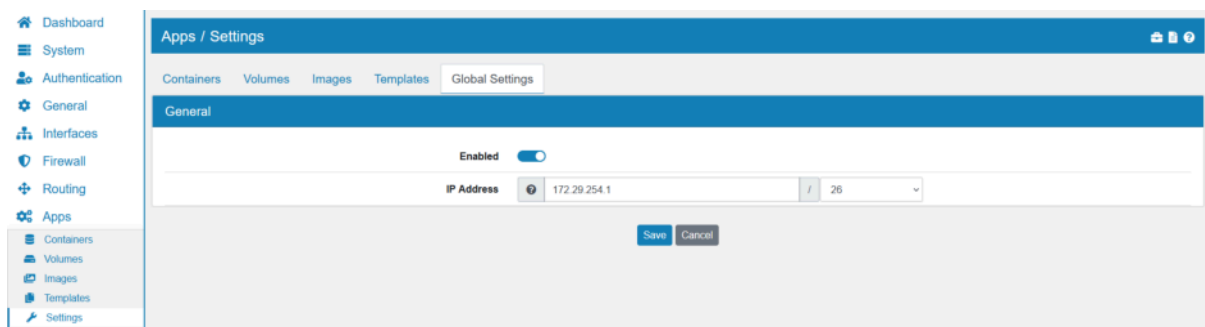 Dashboard
System
Authentication
General
Interfaces
Firewall
Routing
Apps
Containers
Volumes
Images
Templates
Settings
Apps / Settings
Containers Volumes Images Templates Global Settings
General
Enabled
IP Address 172.29.254.1 / 26
Save Cancel